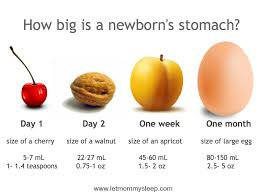 How big is a newborn's stomach?
Day 1
size of a cherry
5-7 mL
1- 1.4 teaspoons
Day 2
size of a walnut
22-27 mL
0.75-1 oz
One week
size of an apricot
45-60 mL
1.5- 2 oz
One month
size of large egg
80-150 mL
2.5- 5 oz
www.letmommysleep.com